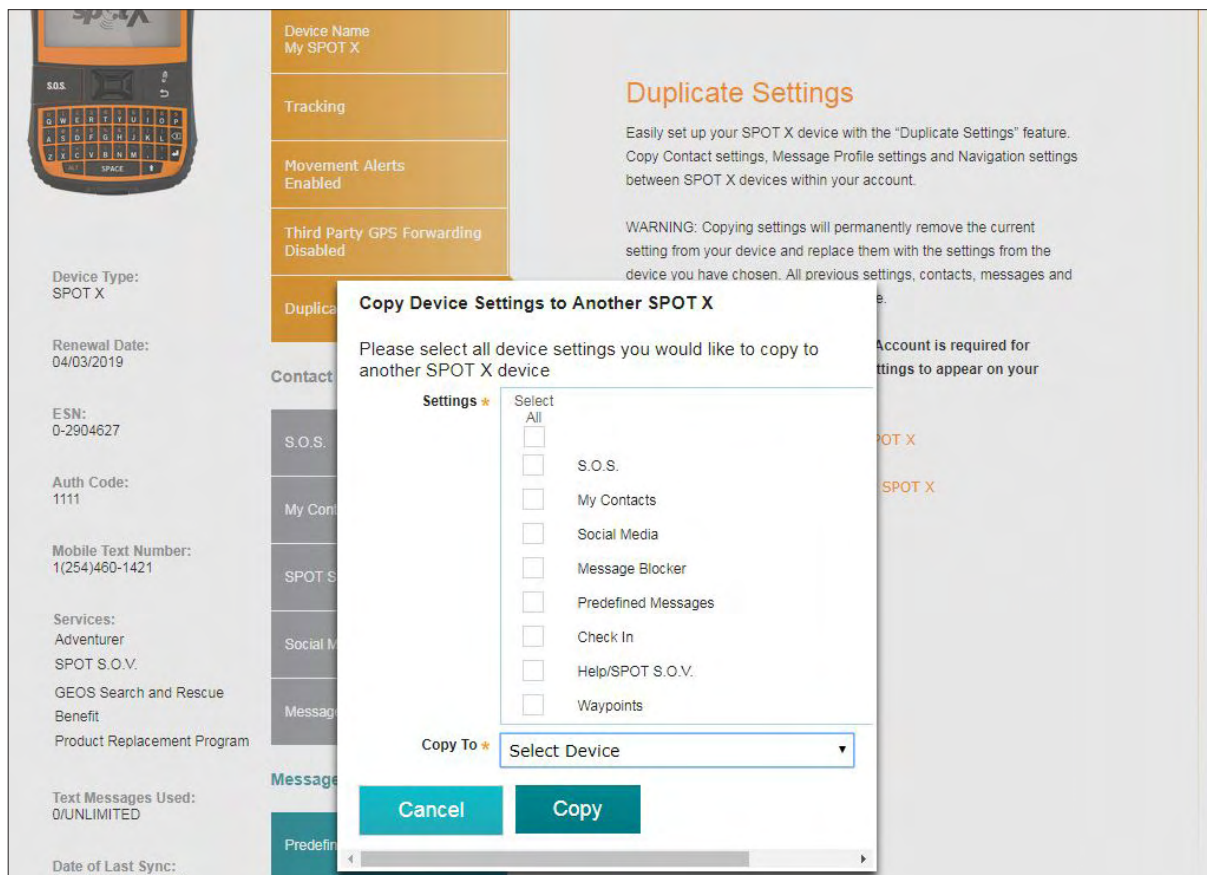 spot X
S.O.S.
Q W E R T Y U I O P
A S D F G H J K L
Z X C V B N M
ALT SPACE
Device Type:
SPOT X
Renewal Date:
04/03/2019
ESN:
0-2904627
Auth Code:
1111
Mobile Text Number:
1(254)460-1421
Services:
Adventurer
SPOT S.O.V.
GEOS Search and Rescue
Benefit
Product Replacement Program
Text Messages Used:
0/UNLIMITED
Date of Last Sync:
Device Name
My SPOT X
Tracking
Movement Alerts
Enabled
Third Party GPS Forwarding
Disabled
Duplica
Contact
S.O.S.
My Cont
SPOT S
Social M
Message
Message
Predefin
Duplicate Settings
Easily set up your SPOT X device with the “Duplicate Settings” feature.
Copy Contact settings, Message Profile settings and Navigation settings
between SPOT X devices within your account.
WARNING: Copying settings will permanently remove the current
setting from your device and replace them with the settings from the
device you have chosen. All previous settings, contacts, messages and
e.
Account is required for
ttings to appear on your
POT X
SPOT X
Copy Device Settings to Another SPOT X
Please select all device settings you would like to copy to
another SPOT X device
Settings *
Select
All
S.O.S.
My Contacts
Social Media
Message Blocker
Predefined Messages
Check In
Help/SPOT S.O.V.
Waypoints
Copy To * Select Device
Cancel Copy